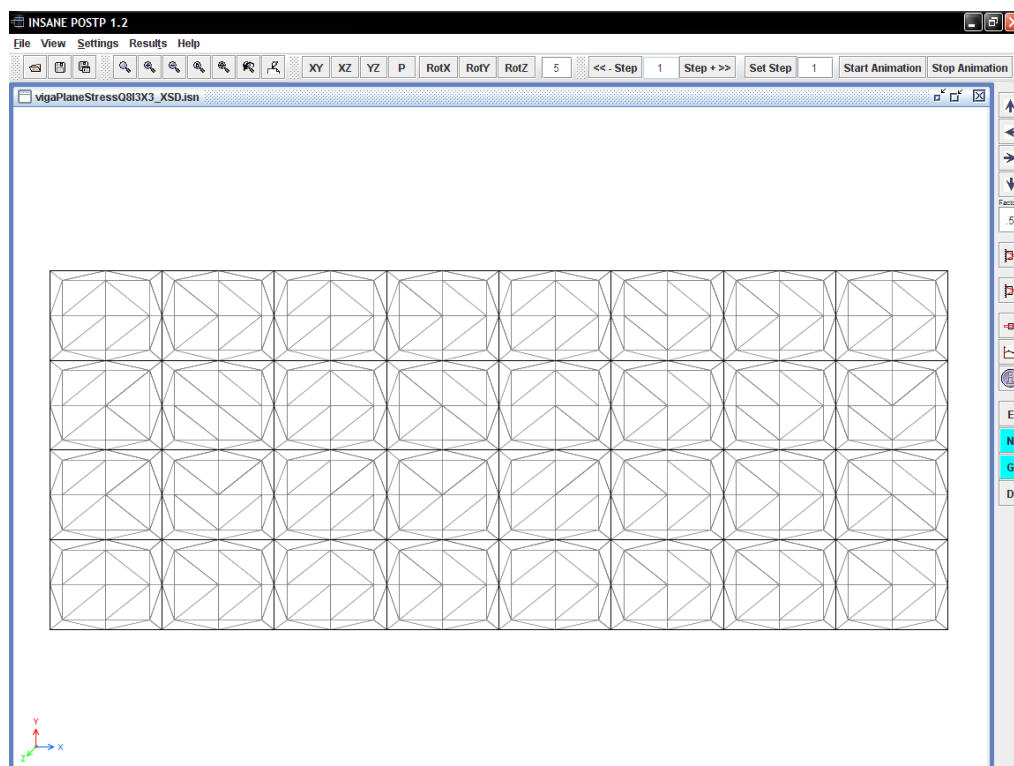 INSANE POSTP 1.2
File View Settings Results Help
XY XZ YZ P RotX RotY RotZ 5 << - Step 1 Step + >> Set Step 1 Start Animation Stop Animation
vigaPlaneStressQ8I3X3_XSD.isn
.5
E
N
G
D
Y
X
Z